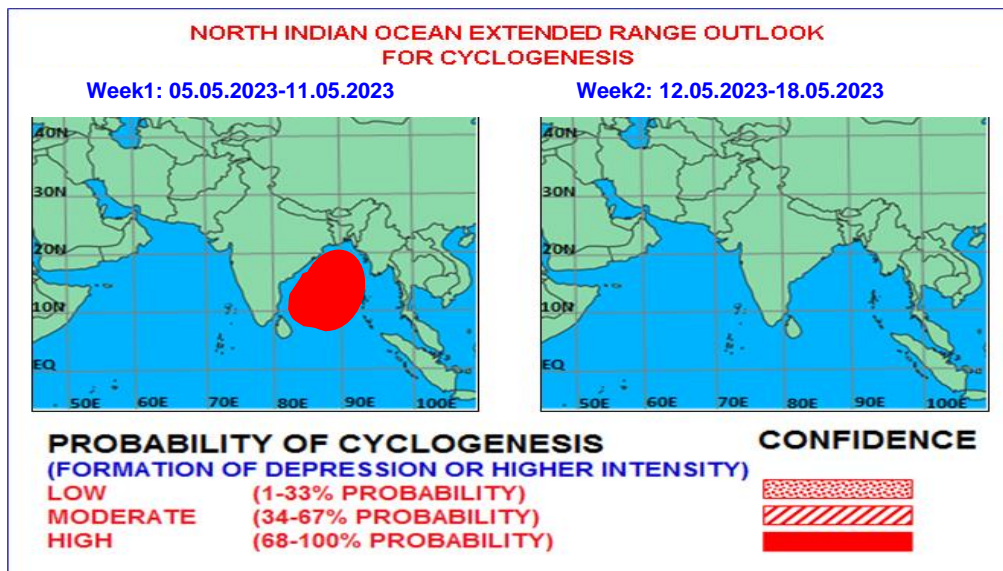 NORTH INDIAN OCEAN EXTENDED RANGE OUTLOOK
FOR CYCLOGENESIS
Week1: 05.05.2023-11.05.2023
Week2: 12.05.2023-18.05.2023
40N
30N
20N
10N
EQ
50E 60E 70E 80E 90E 100E
40N
30N
20N
10N
EQ
50E 60E 70E 80E 90E 100E
PROBABILITY OF CYCLOGENESIS
CONFIDENCE
(FORMATION OF DEPRESSION OR HIGHER INTENSITY)
LOW (1-33% PROBABILITY)
MODERATE (34-67% PROBABILITY)
HIGH (68-100% PROBABILITY)